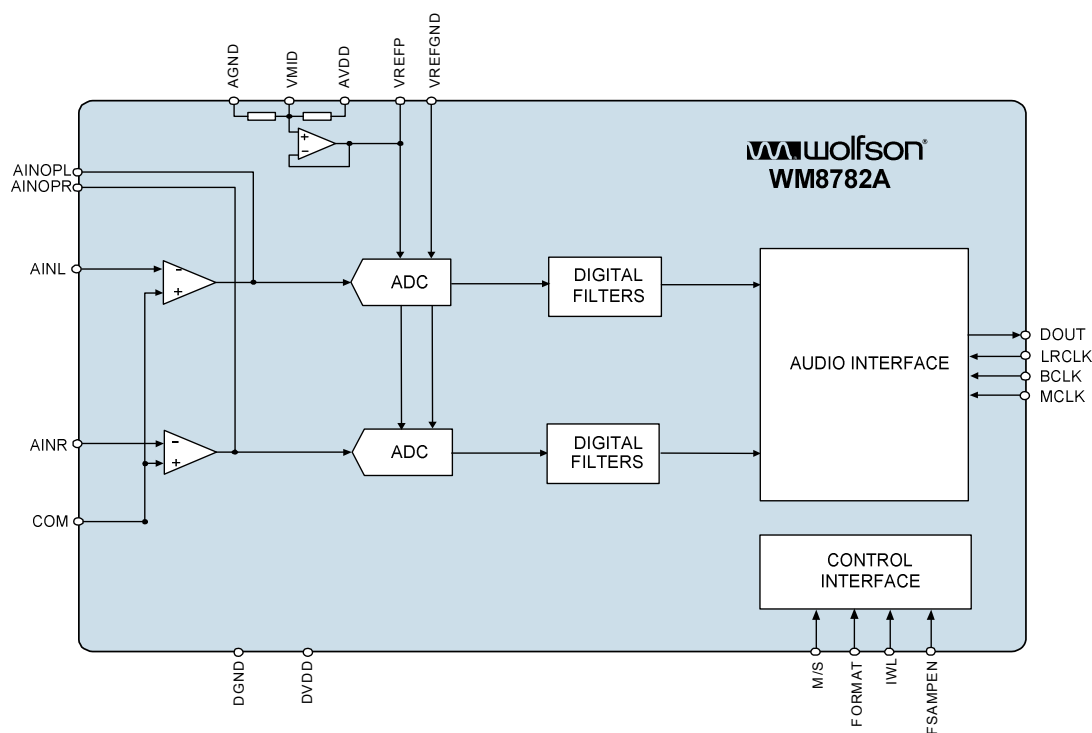 AGND
VMID
AVDD
VREFP
VREFGND
wolfson®
WM8782A
AINOPL
AINOPR
+
-
AINL
-
+
ADC
DIGITAL
FILTERS
AUDIO INTERFACE
DOUT
LRCLK
BCLK
MCLK
AINR
-
+
ADC
DIGITAL
FILTERS
COM
CONTROL
INTERFACE
DGND
DVDD
M/S
FORMAT
IWL
FSAMPEN